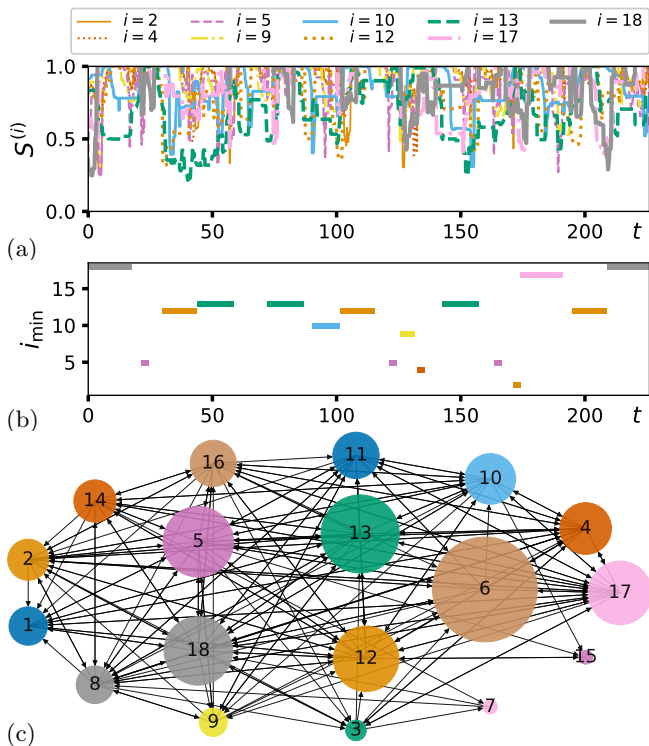 i = 2 i = 5 i = 10 i = 13 i = 18
i = 4 i = 9 i = 12 i = 17
1.0
0.5
0.0
S^(i)
0 50 100 150 200 t
(a)
15
10
5
i_min
0 50 100 150 200 t
(b)
11
16
10
14
13
4
5
2
6
17
1
18
12
15
8
7
9
3
(c)